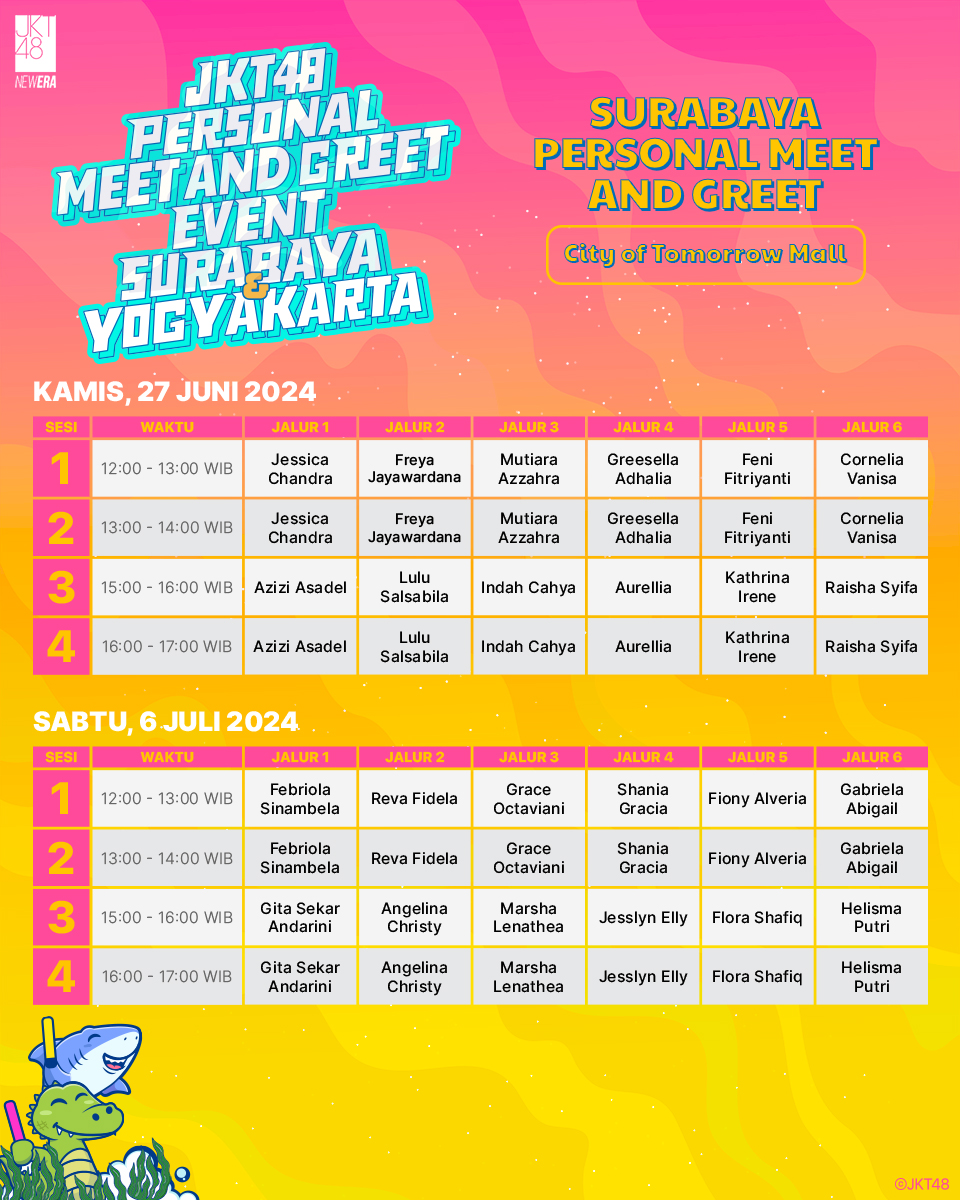 JKT
48
NEWERA
JKT48
PERSONAL
MEET AND GREET
EVENT
SURABAYA
&
YOGYAKARTA
SURABAYA
PERSONAL MEET
AND GREET
City of Tomorrow Mall
KAMIS, 27 JUNI 2024
SESI WAKTU JALUR 1 JALUR 2 JALUR 3 JALUR 4 JALUR 5 JALUR 6
1 12:00 - 13:00 WIB Jessica Chandra Freya Jayawardana Mutiara Azzahra Greesella Adhalia Feni Fitriyanti Cornelia Vanisa
2 13:00 - 14:00 WIB Jessica Chandra Freya Jayawardana Mutiara Azzahra Greesella Adhalia Feni Fitriyanti Cornelia Vanisa
3 15:00 - 16:00 WIB Azizi Asadel Lulu Salsabila Indah Cahya Aurellia Kathrina Irene Raisha Syifa
4 16:00 - 17:00 WIB Azizi Asadel Lulu Salsabila Indah Cahya Aurellia Kathrina Irene Raisha Syifa
SABTU, 6 JULI 2024
SESI WAKTU JALUR 1 JALUR 2 JALUR 3 JALUR 4 JALUR 5 JALUR 6
1 12:00 - 13:00 WIB Febriola Sinambela Reva Fidela Grace Octaviani Shania Gracia Fiony Alveria Gabriela Abigail
2 13:00 - 14:00 WIB Febriola Sinambela Reva Fidela Grace Octaviani Shania Gracia Fiony Alveria Gabriela Abigail
3 15:00 - 16:00 WIB Gita Sekar Andarini Angelina Christy Marsha Lenathea Jesslyn Elly Flora Shafiq Helisma Putri
4 16:00 - 17:00 WIB Gita Sekar Andarini Angelina Christy Marsha Lenathea Jesslyn Elly Flora Shafiq Helisma Putri
©JKT48